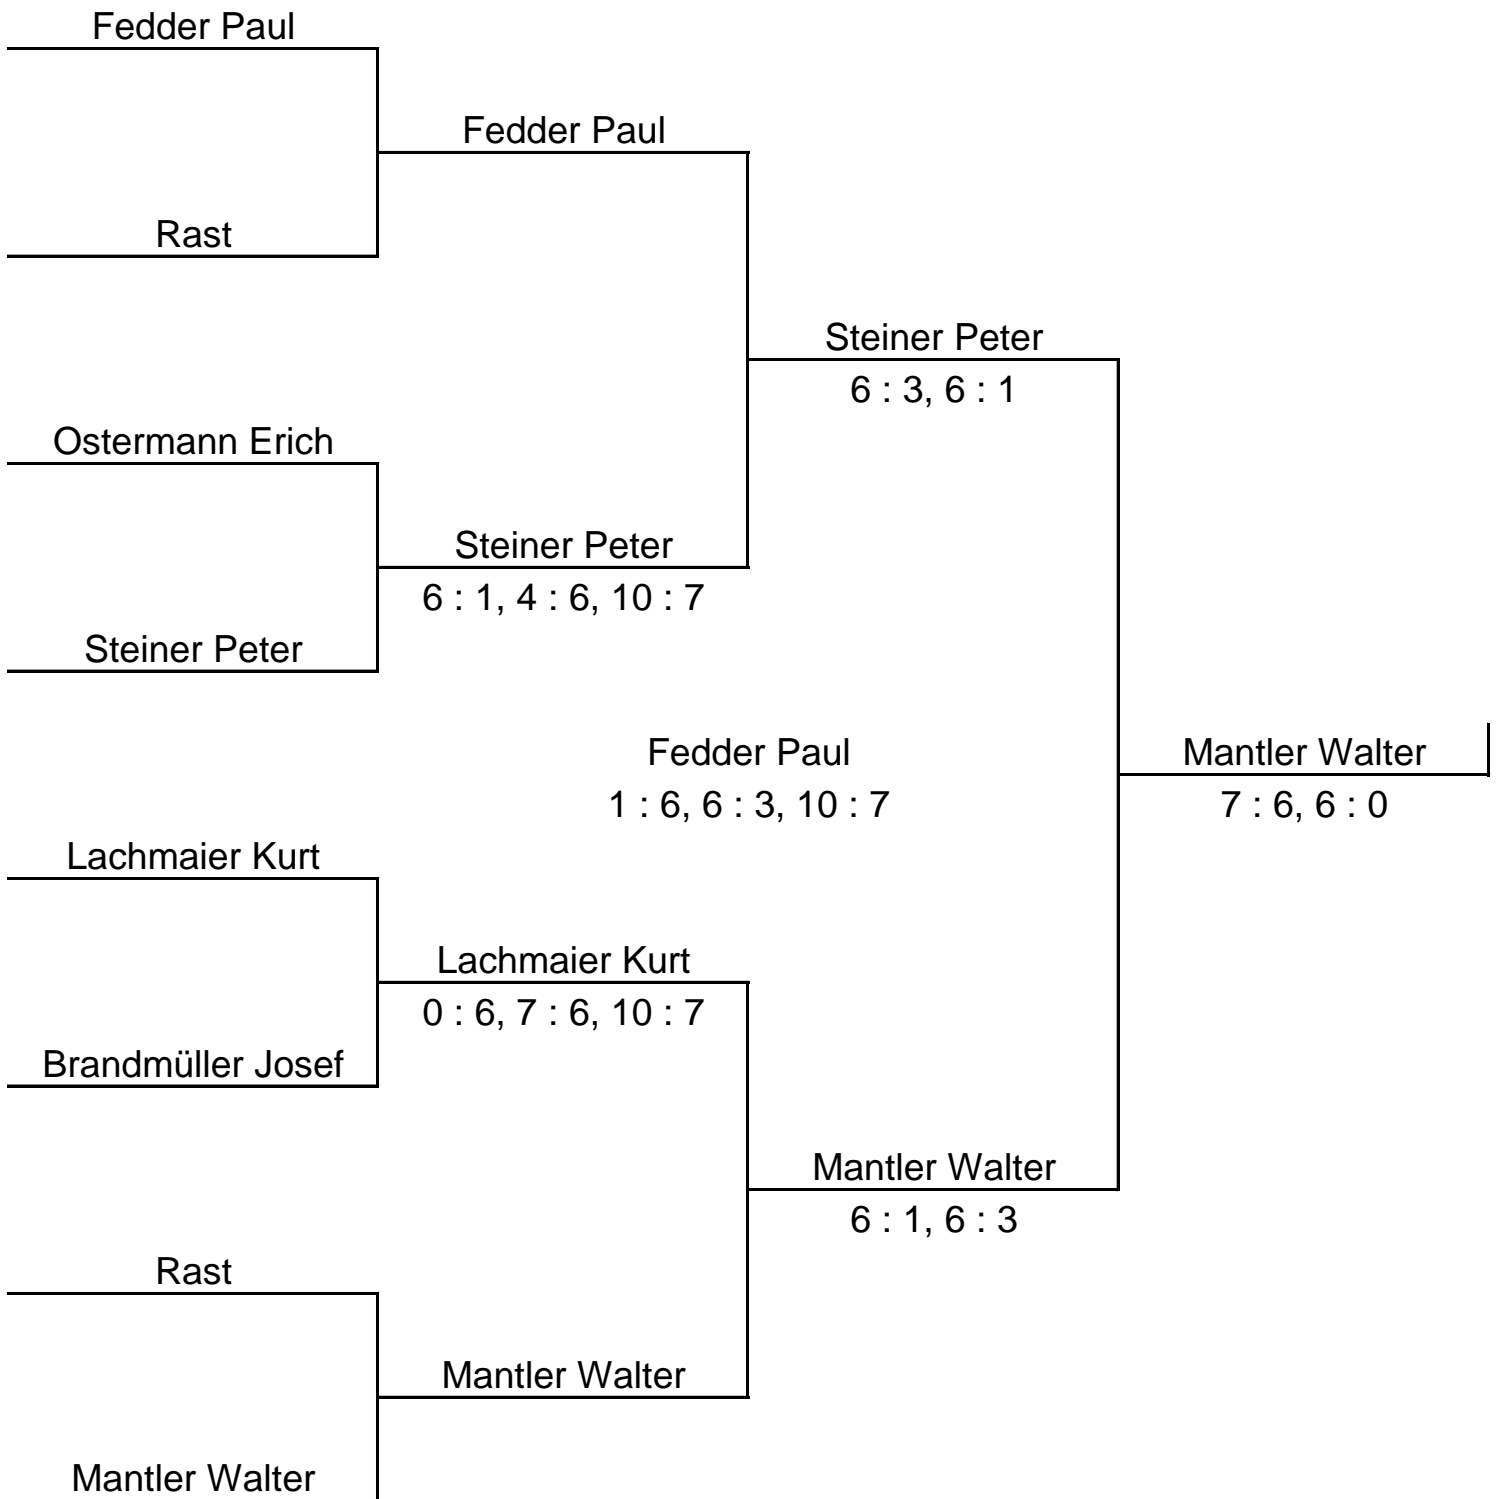 Fedder Paul
Fedder Paul
Rast
Steiner Peter
6 : 3, 6 : 1
Ostermann Erich
Steiner Peter
6 : 1, 4 : 6, 10 : 7
Steiner Peter
Fedder Paul
Mantler Walter
1 : 6, 6 : 3, 10 : 7
7 : 6, 6 : 0
Lachmaier Kurt
Lachmaier Kurt
0 : 6, 7 : 6, 10 : 7
Brandmüller Josef
Mantler Walter
6 : 1, 6 : 3
Rast
Mantler Walter
Mantler Walter